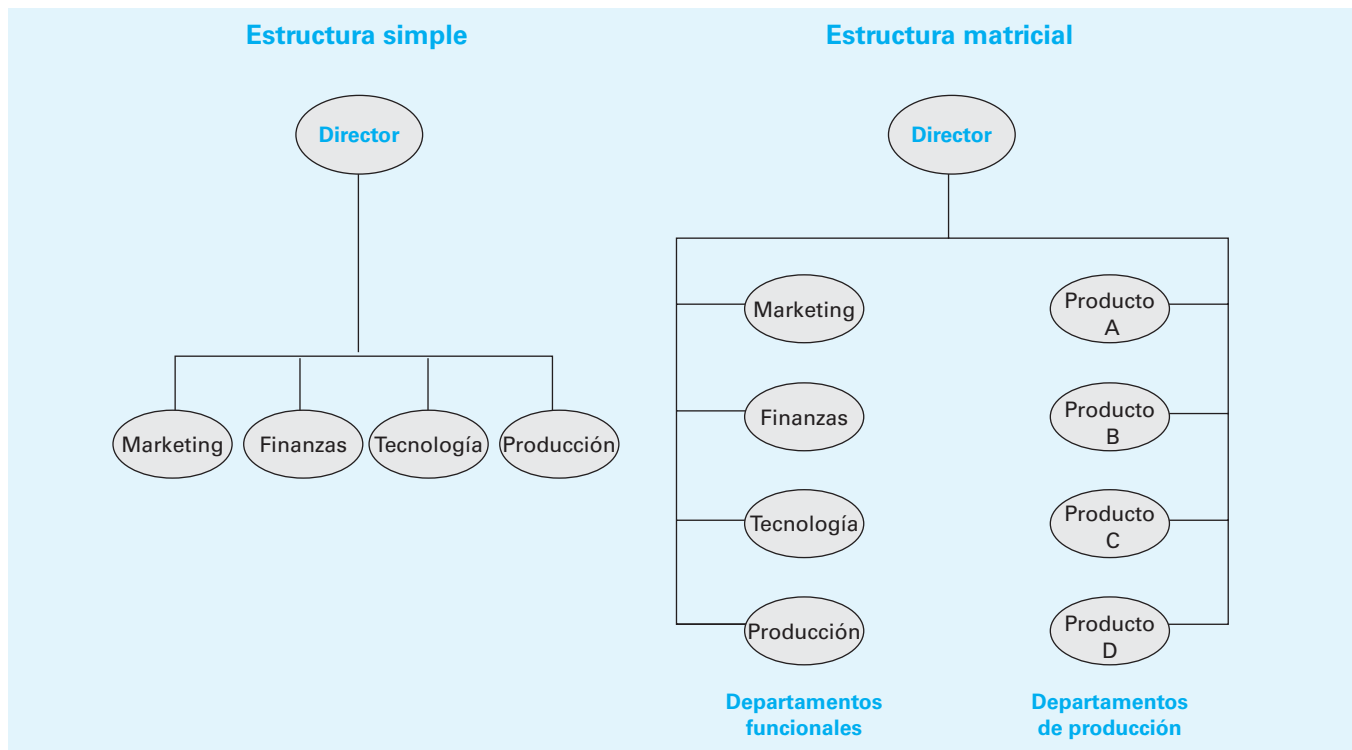 Estructura simple
Director
Marketing
Finanzas
Tecnología
Producción
Estructura matricial
Director
Marketing
Finanzas
Tecnología
Producción
Departamentos
funcionales
Producto
A
Producto
B
Producto
C
Producto
D
Departamentos
de producción